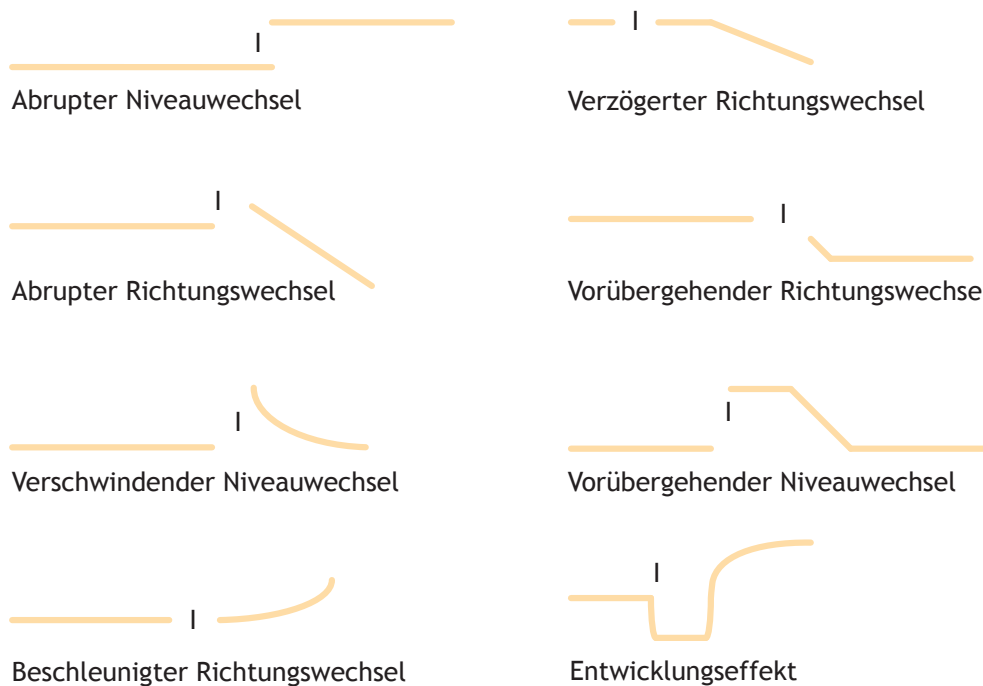 I
Abrupter Niveauwechsel
I
Verzögerter Richtungswechsel
I
Abrupter Richtungswechsel
I
Vorübergehender Richtungswechse
I
Verschwindender Niveauwechsel
I
Vorübergehender Niveauwechsel
I
Beschleunigter Richtungswechsel
I
Entwicklungseffekt